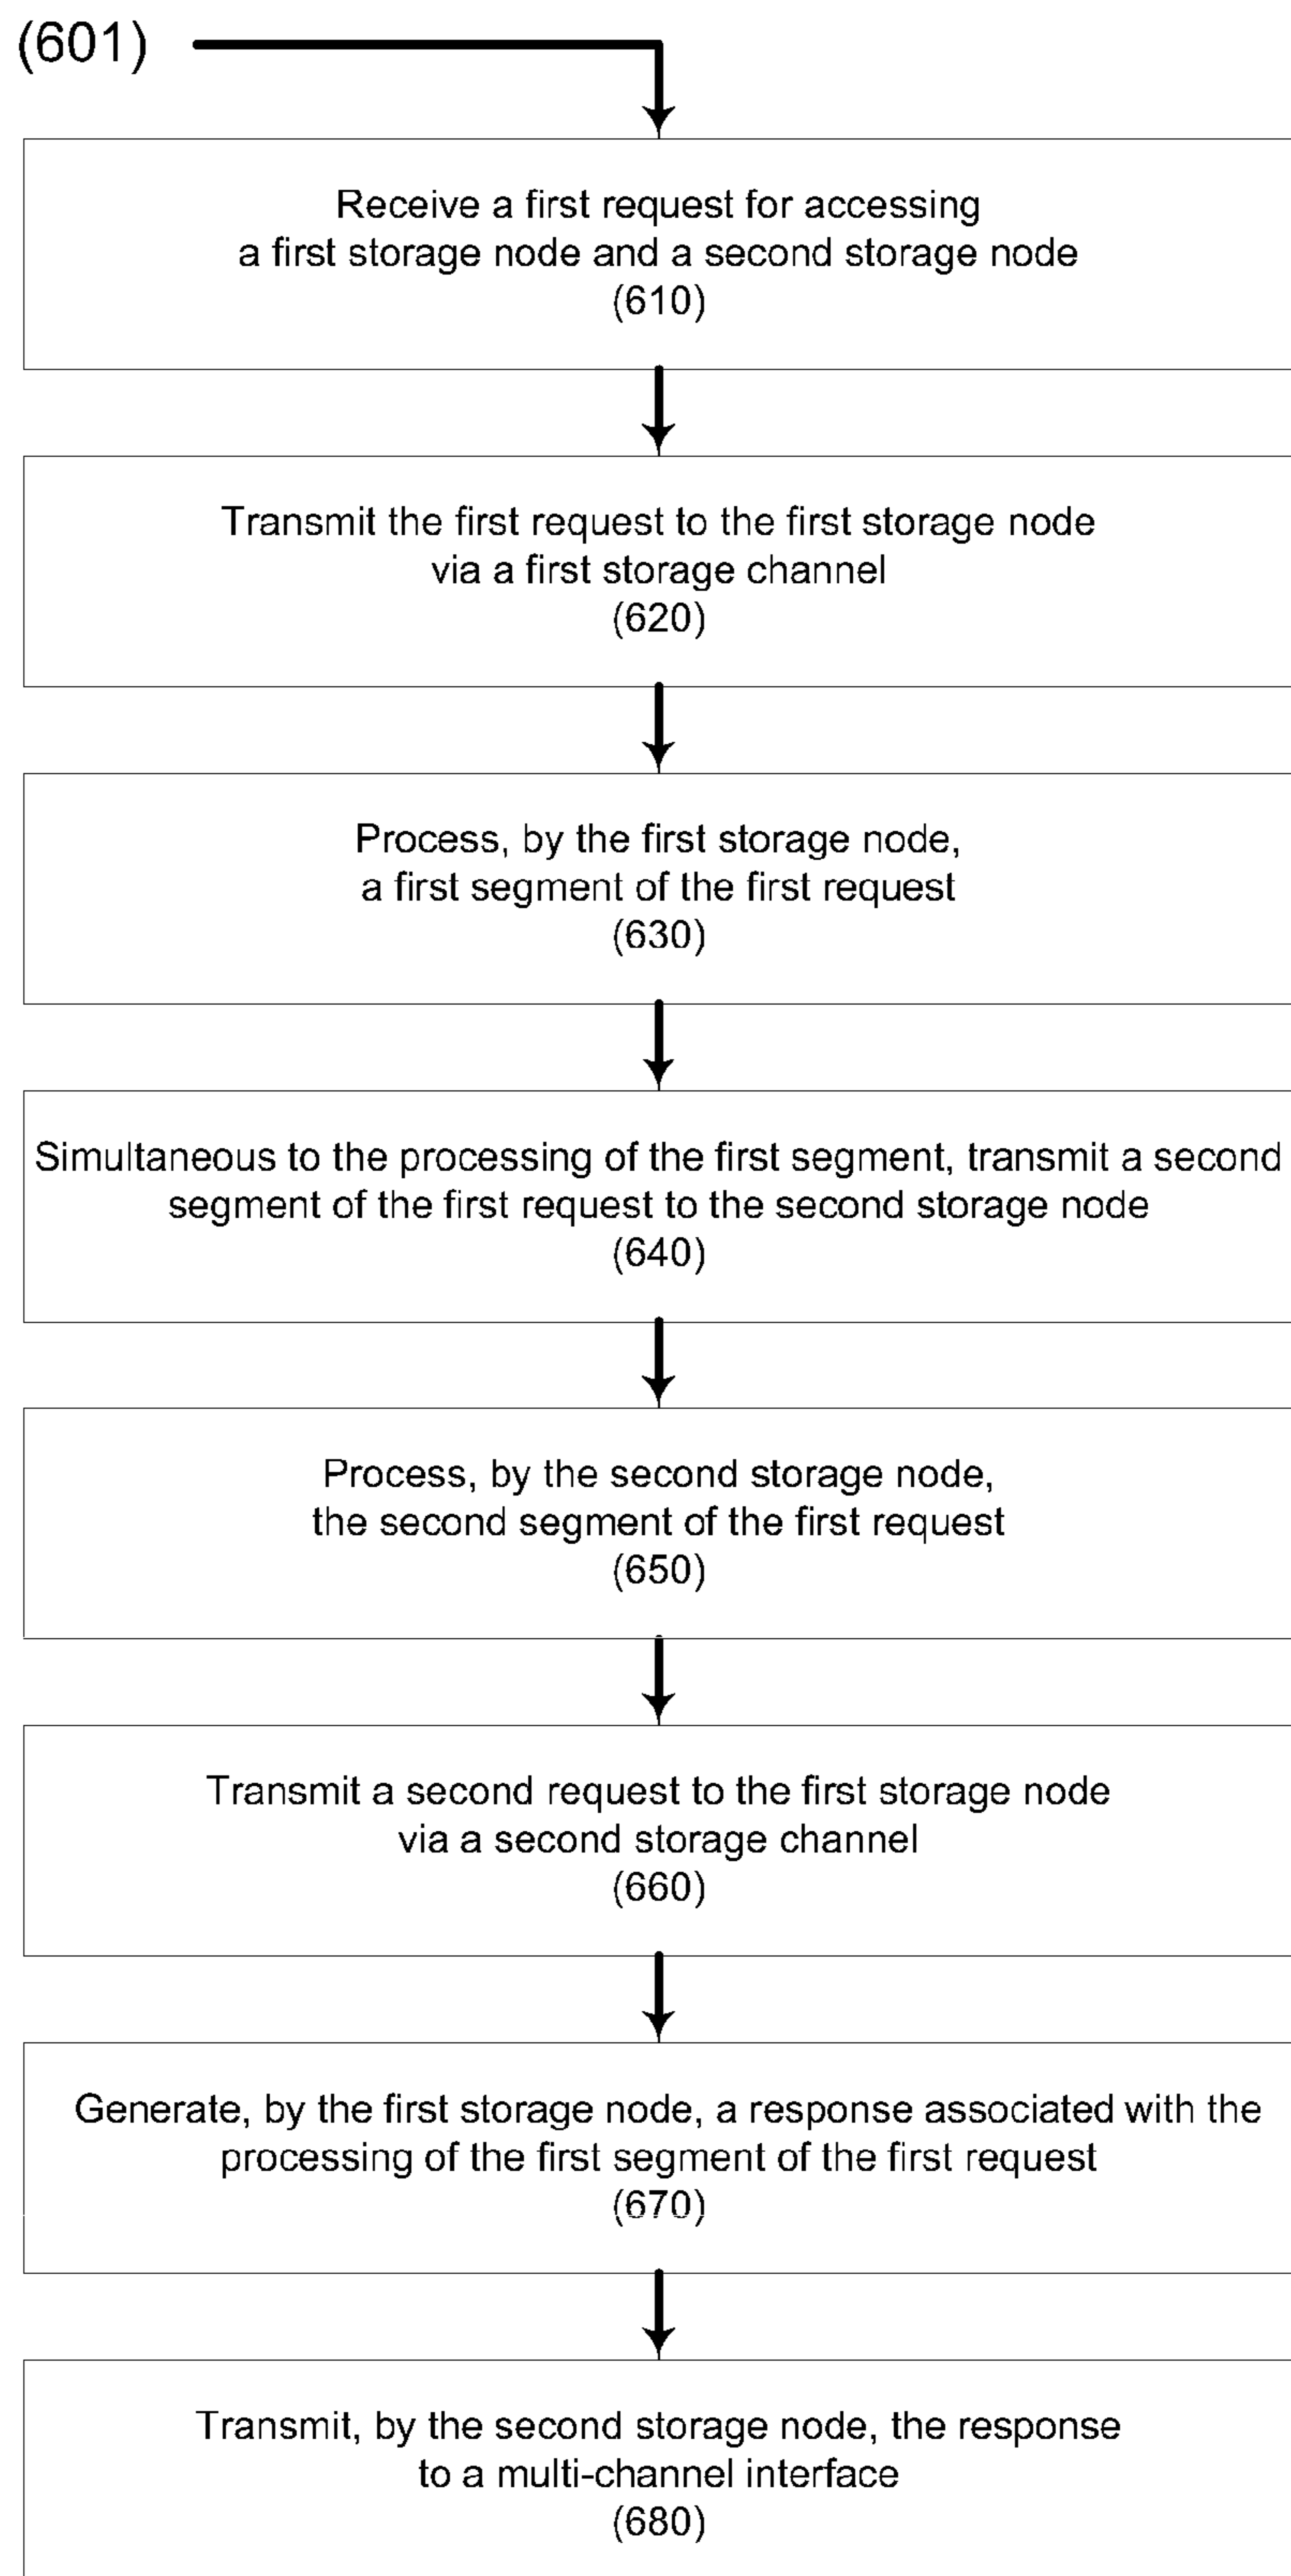 (601)
Receive a first request for accessing
a first storage node and a second storage node
(610)
Transmit the first request to the first storage node
via a first storage channel
(620)
Process, by the first storage node,
a first segment of the first request
(630)
Simultaneous to the processing of the first segment, transmit a second
segment of the first request to the second storage node
(640)
Process, by the second storage node,
the second segment of the first request
(650)
Transmit a second request to the first storage node
via a second storage channel
(660)
Generate, by the first storage node, a response associated with the
processing of the first segment of the first request
(670)
Transmit, by the second storage node, the response
to a multi-channel interface
(680)